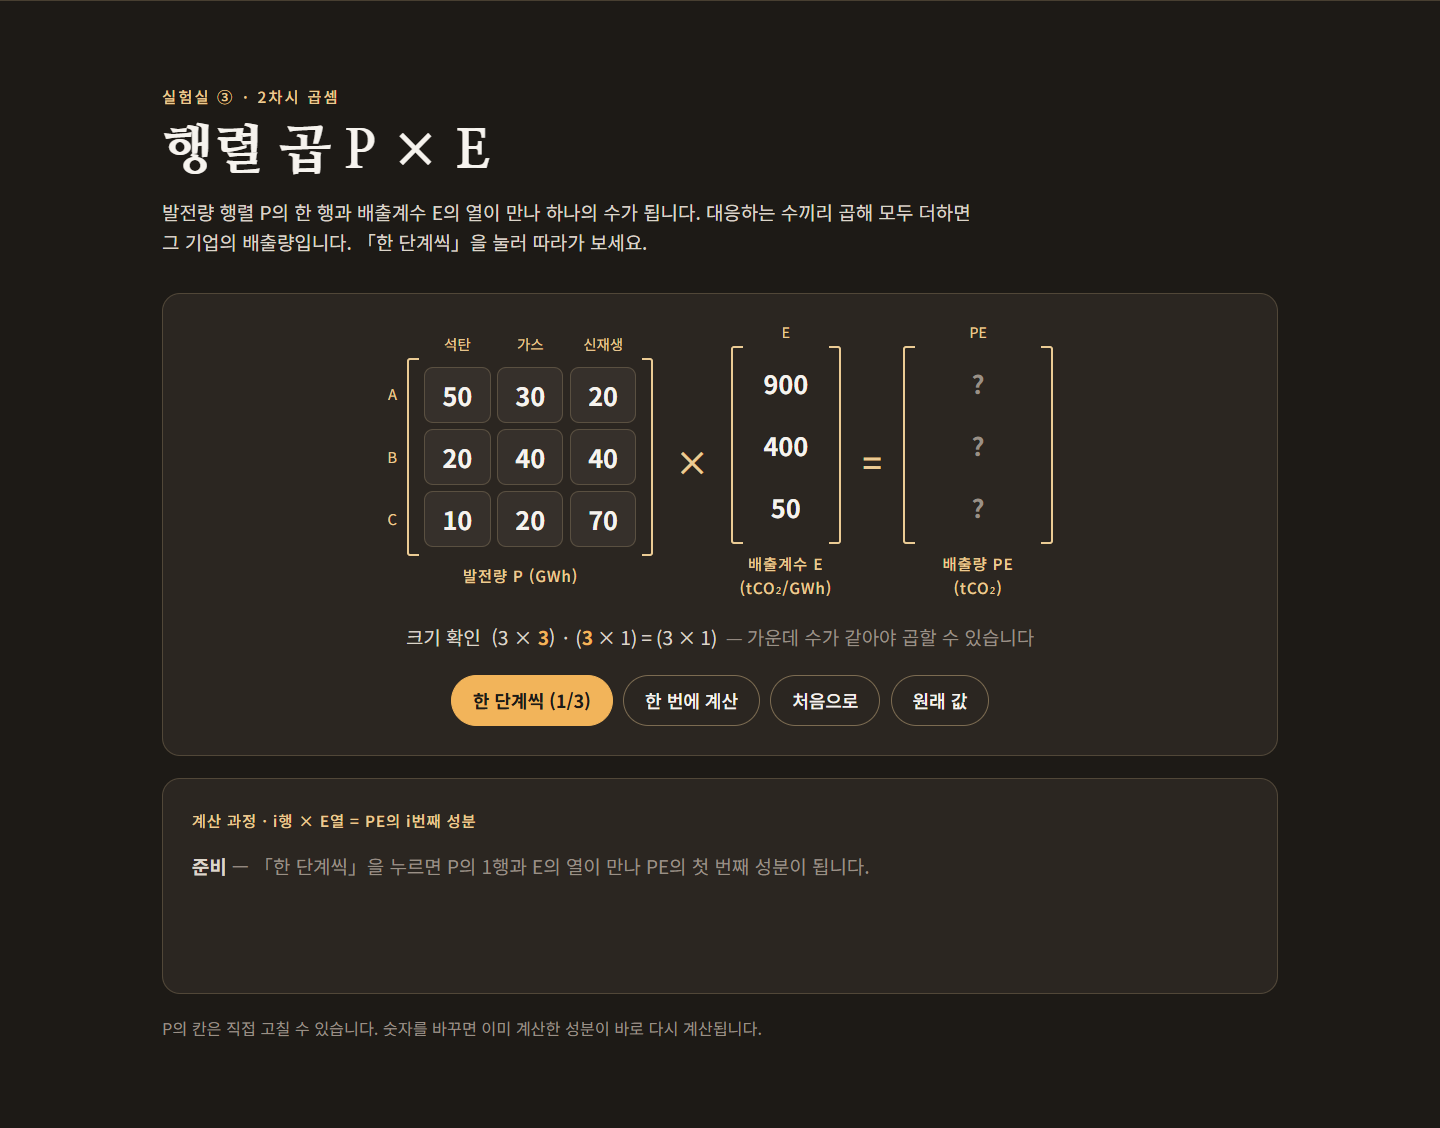 실험실 ③ · 2차시 곱셈
행렬 곱 P × E
발전량 행렬 P의 한 행과 배출계수 E의 열이 만나 하나의 수가 됩니다. 대응하는 수끼리 곱해 모두 더하면
그 기업의 배출량입니다. 「한 단계씩」을 눌러 따라가 보세요.
석탄 가스 신재생
A 50 30 20
B 20 40 40
C 10 20 70
발전량 P (GWh)
×
E
900
400
50
배출계수 E
(tCO₂/GWh)
=
PE
?
?
?
배출량 PE
(tCO₂)
크기 확인 (3 × 3) · (3 × 1) = (3 × 1) — 가운데 수가 같아야 곱할 수 있습니다
한 단계씩 (1/3) 한 번에 계산 처음으로 원래 값
계산 과정 · i행 × E열 = PE의 i번째 성분
준비 — 「한 단계씩」을 누르면 P의 1행과 E의 열이 만나 PE의 첫 번째 성분이 됩니다.
P의 칸은 직접 고칠 수 있습니다. 숫자를 바꾸면 이미 계산한 성분이 바로 다시 계산됩니다.